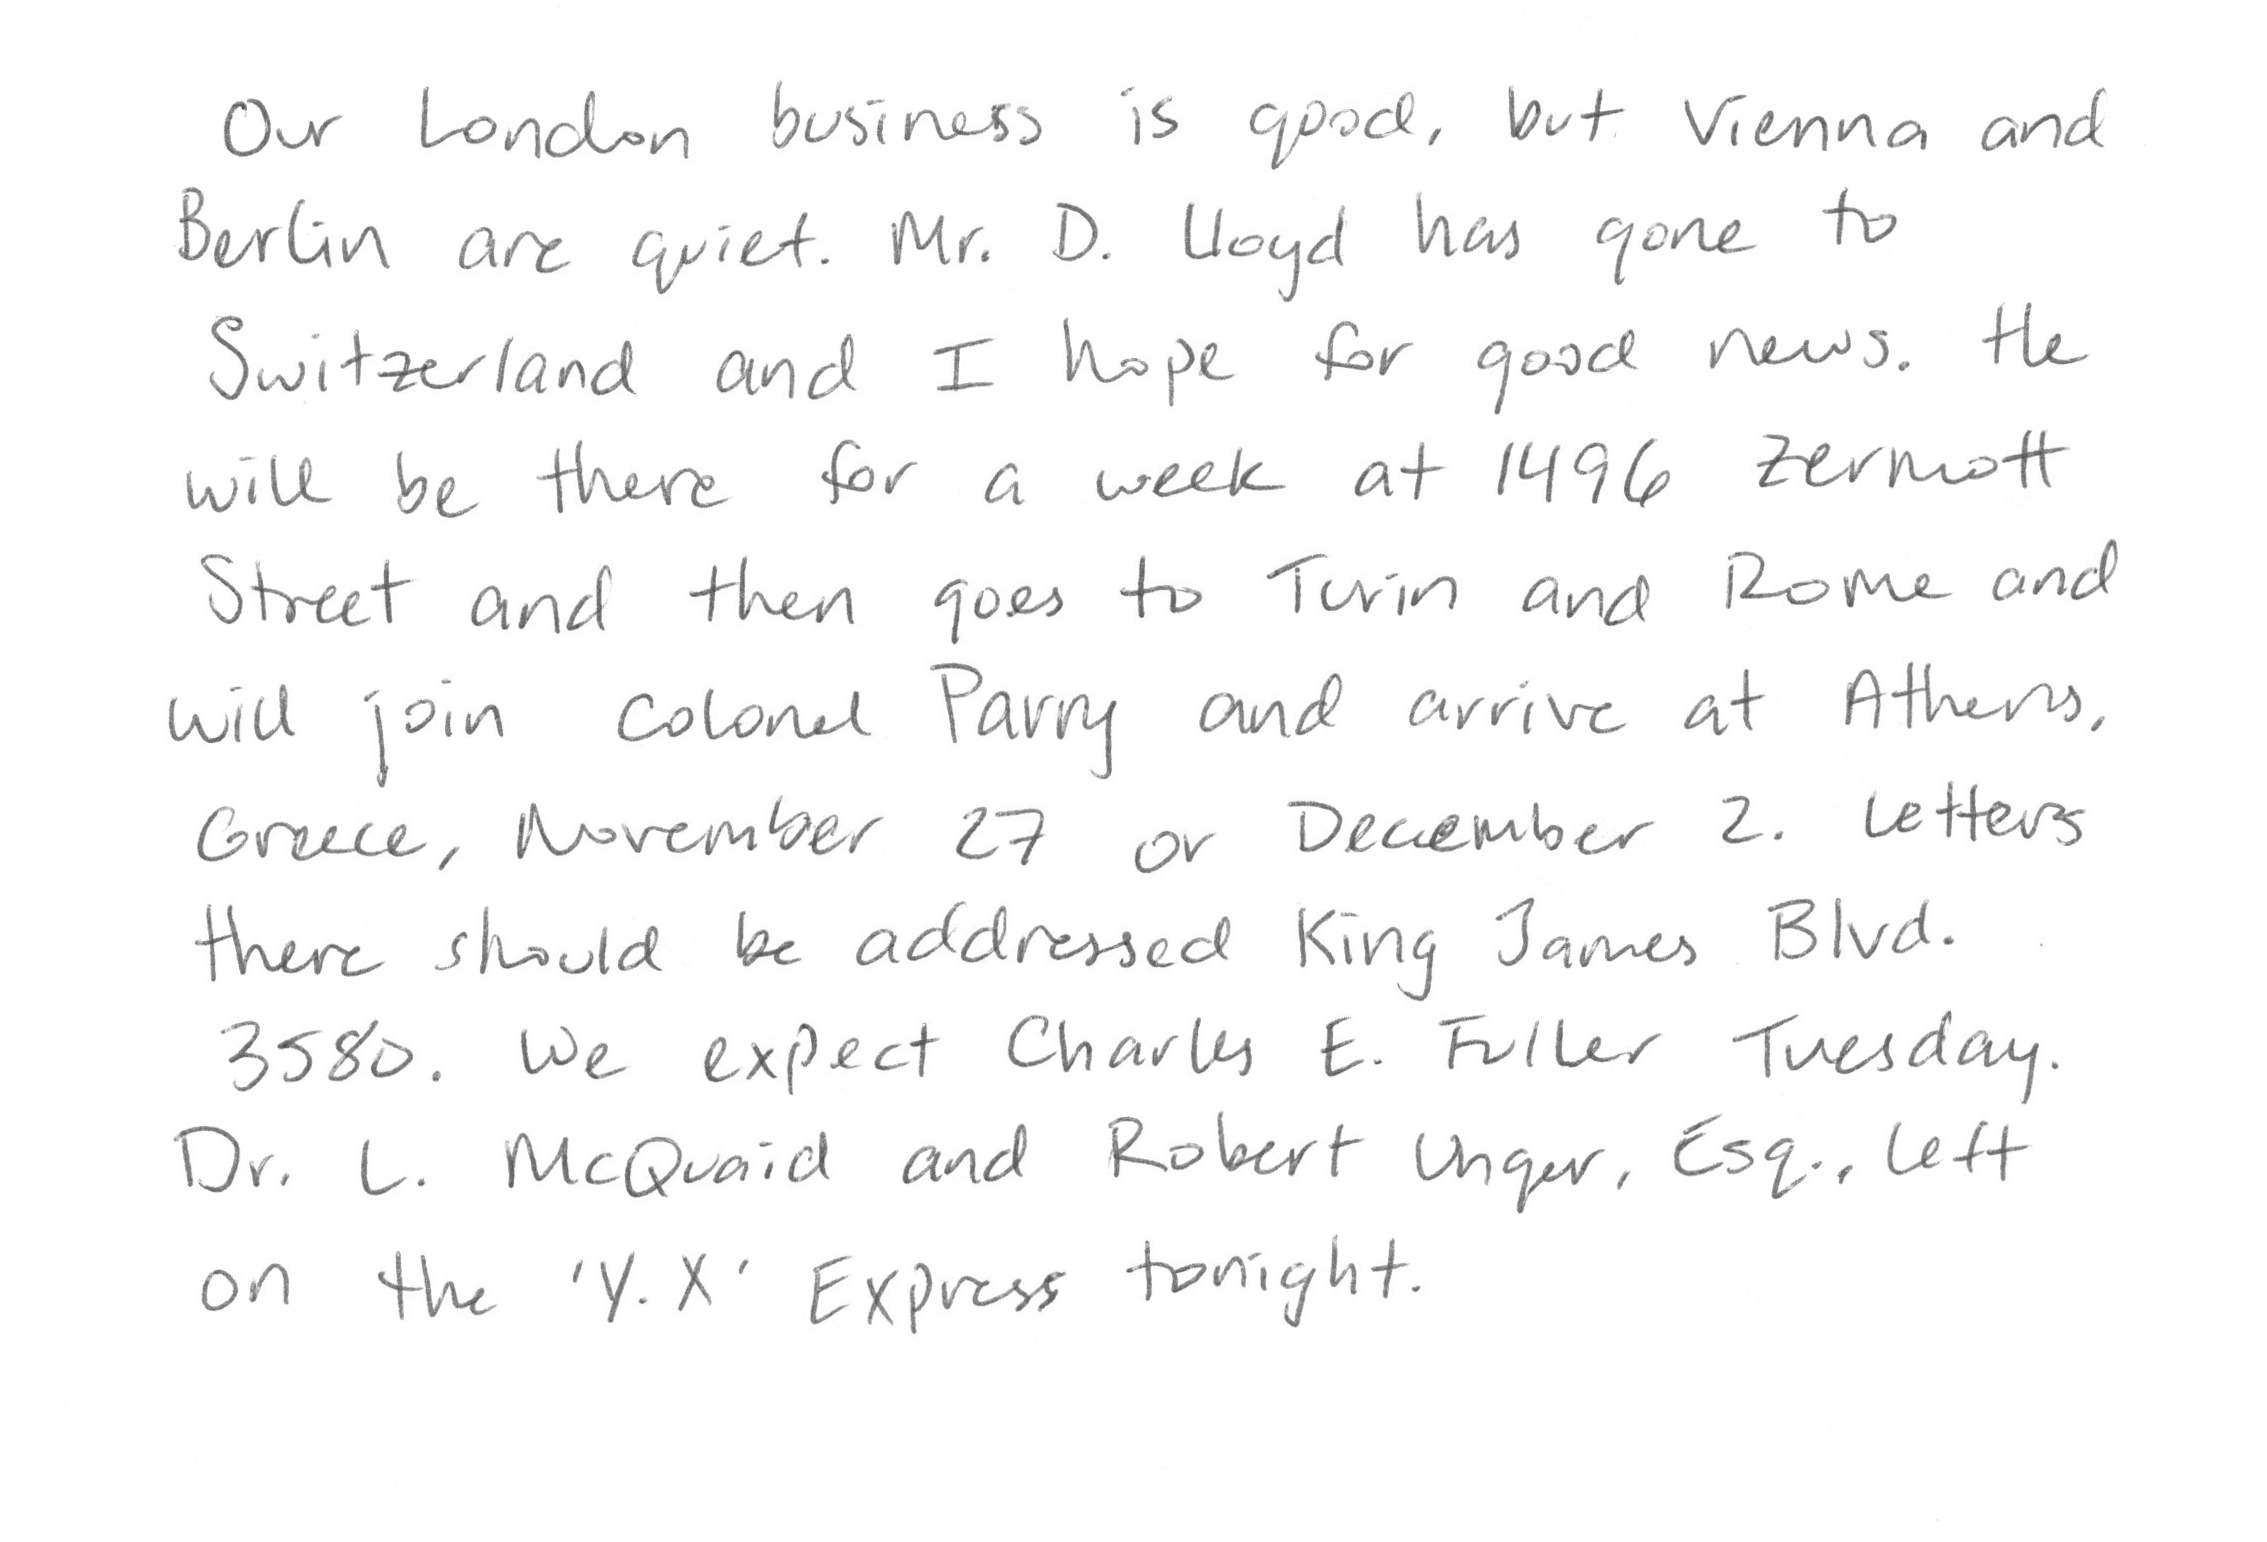 Our London business is good, but Vienna and
Berlin are quiet. Mr. D. Lloyd has gone to
Switzerland and I hope for good news. He
will be there for a week at 1496 Zermott
Street and then goes to Turin and Rome and
will join Colonel Parry and arrive at Athens,
Greece, November 27 or December 2. Letters
there should be addressed King James Blvd.
3580. We expect Charles E. Fuller Tuesday.
Dr. L. McQuaid and Robert Unger, Esq., left
on the 'Y.X' Express tonight.